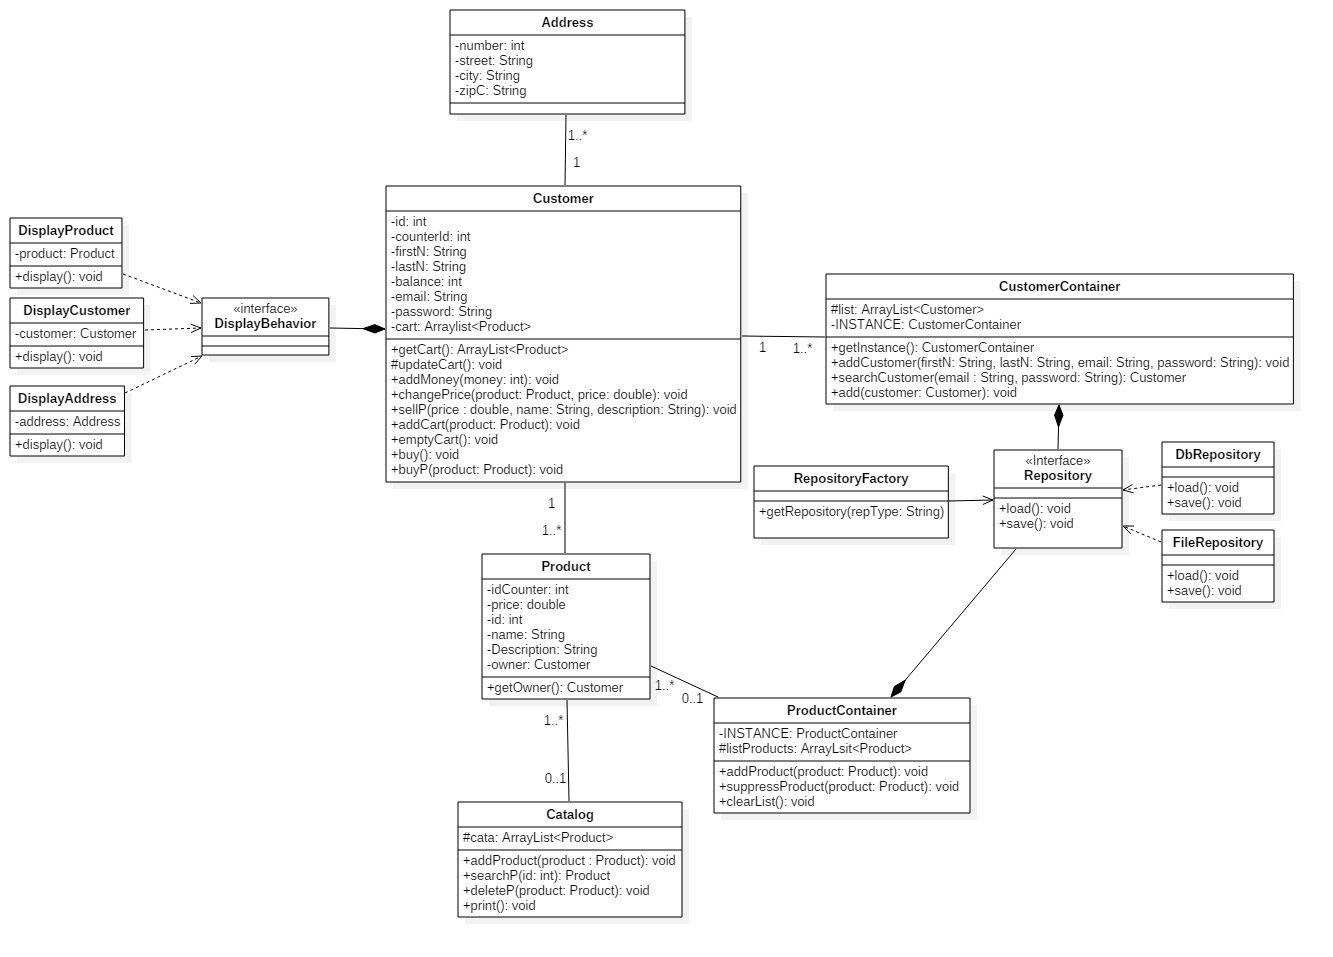 Address
-number: int
-street: String
-city: String
-zipC: String
1..*
1
Customer
-id: int
-counterId: int
-firstN: String
-lastN: String
-balance: int
-email: String
-password: String
-cart: Arraylist<Product>
+getCart(): ArrayList<Product>
#updateCart(): void
+addMoney(money: int): void
+changePrice(product: Product, price: double): void
+sellP(price : double, name: String, description: String): void
+addCart(product: Product): void
+emptyCart(): void
+buy(): void
+buyP(product: Product): void
DisplayProduct
-product: Product
+display(): void
DisplayCustomer
-customer: Customer
+display(): void
DisplayAddress
-address: Address
+display(): void
«interface»
DisplayBehavior
1
1..*
CustomerContainer
#list: ArrayList<Customer>
-INSTANCE: CustomerContainer
+getInstance(): CustomerContainer
+addCustomer(firstN: String, lastN: String, email: String, password: String): void
+searchCustomer(email : String, password: String): Customer
+add(customer: Customer): void
RepositoryFactory
+getRepository(repType: String)
«Interface»
Repository
+load(): void
+save(): void
DbRepository
+load(): void
+save(): void
FileRepository
+load(): void
+save(): void
1
1..*
Product
-idCounter: int
-price: double
-id: int
-name: String
-Description: String
-owner: Customer
+getOwner(): Customer
1..*
0..1
ProductContainer
-INSTANCE: ProductContainer
#listProducts: ArrayLsit<Product>
+addProduct(product: Product): void
+suppressProduct(product: Product): void
+clearList(): void
1..*
0..1
Catalog
#cata: ArrayList<Product>
+addProduct(product : Product): void
+searchP(id: int): Product
+deleteP(product: Product): void
+print(): void